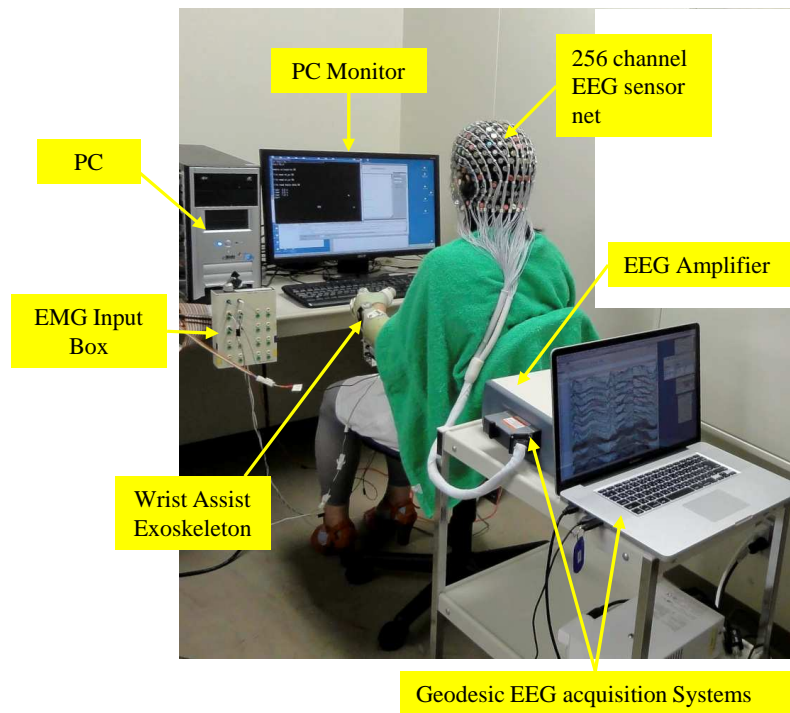 PC Monitor
256 channel
EEG sensor
net
PC
EEG Amplifier
EMG Input
Box
Wrist Assist
Exoskeleton
Geodesic EEG acquisition Systems